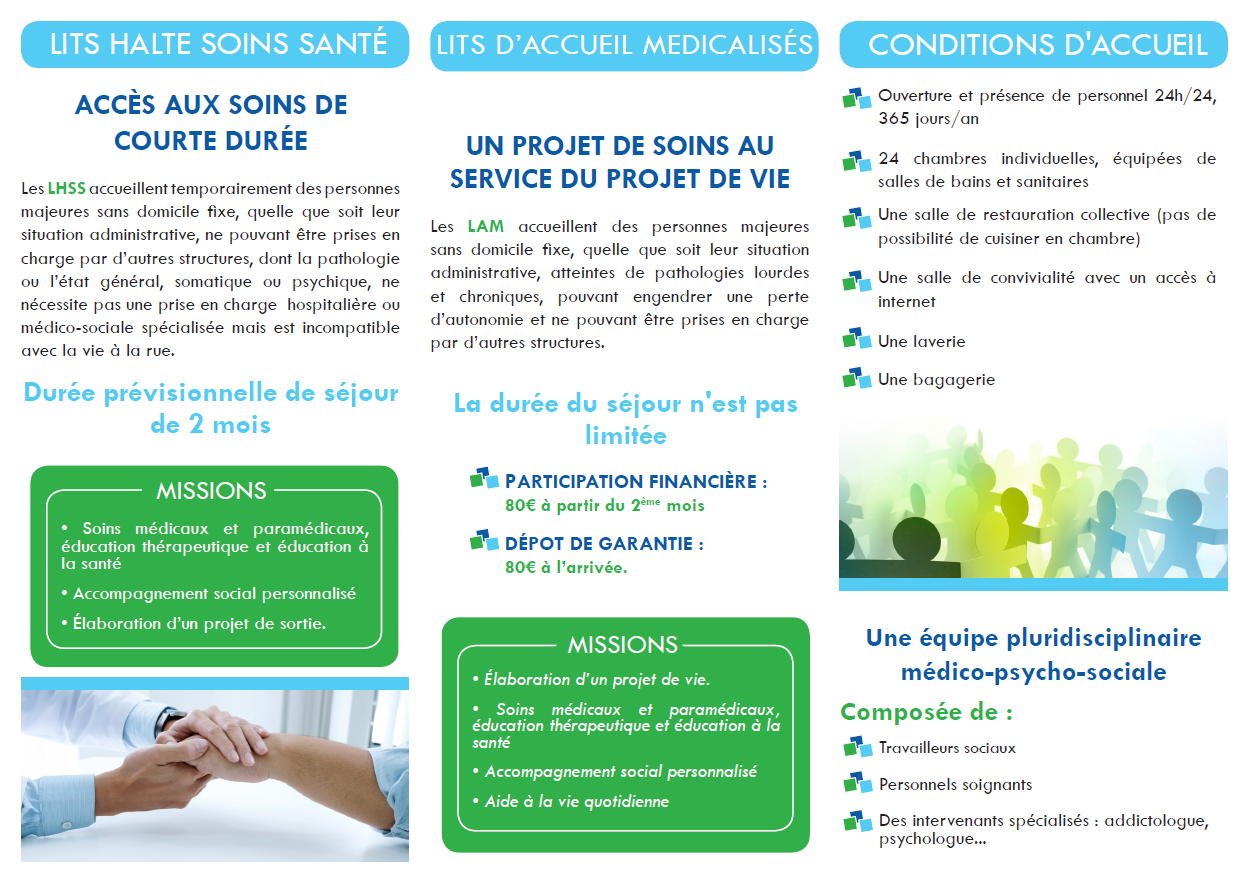 LITS HALTE SOINS SANTÉ
ACCÈS AUX SOINS DE
COURTE DURÉE
Les LHSS accueillent temporairement des personnes
majeures sans domicile fixe, quelle que soit leur
situation administrative, ne pouvant être prises en
charge par d'autres structures, dont la pathologie
ou l'état général, somatique ou psychique, ne
nécessite pas une prise en charge hospitalière ou
médico-sociale spécialisée mais est incompatible
avec la vie à la rue.
Durée prévisionnelle de séjour
de 2 mois
MISSIONS
• Soins médicaux et paramédicaux,
éducation thérapeutique et éducation à
la santé
• Accompagnement social personnalisé
• Élaboration d'un projet de sortie.
LITS D'ACCUEIL MEDICALISÉS
UN PROJET DE SOINS AU
SERVICE DU PROJET DE VIE
Les LAM accueillent des personnes majeures
sans domicile fixe, quelle que soit leur situation
administrative, atteintes de pathologies lourdes
et chroniques, pouvant engendrer une perte
d'autonomie et ne pouvant être prises en charge
par d'autres structures.
La durée du séjour n'est pas
limitée
PARTICIPATION FINANCIÈRE :
80€ à partir du 2ème mois
DÉPOT DE GARANTIE :
80€ à l'arrivée.
MISSIONS
• Élaboration d'un projet de vie.
• Soins médicaux et paramédicaux,
éducation thérapeutique et éducation à la
santé
• Accompagnement social personnalisé
• Aide à la vie quotidienne
CONDITIONS D'ACCUEIL
Ouverture et présence de personnel 24h/24,
365 jours/an
24 chambres individuelles, équipées de
salles de bains et sanitaires
Une salle de restauration collective (pas de
possibilité de cuisiner en chambre)
Une salle de convivialité avec un accès à
internet
Une laverie
Une bagagerie
Une équipe pluridisciplinaire
médico-psycho-sociale
Composée de :
Travailleurs sociaux
Personnels soignants
Des intervenants spécialisés : addictologue,
psychologue...